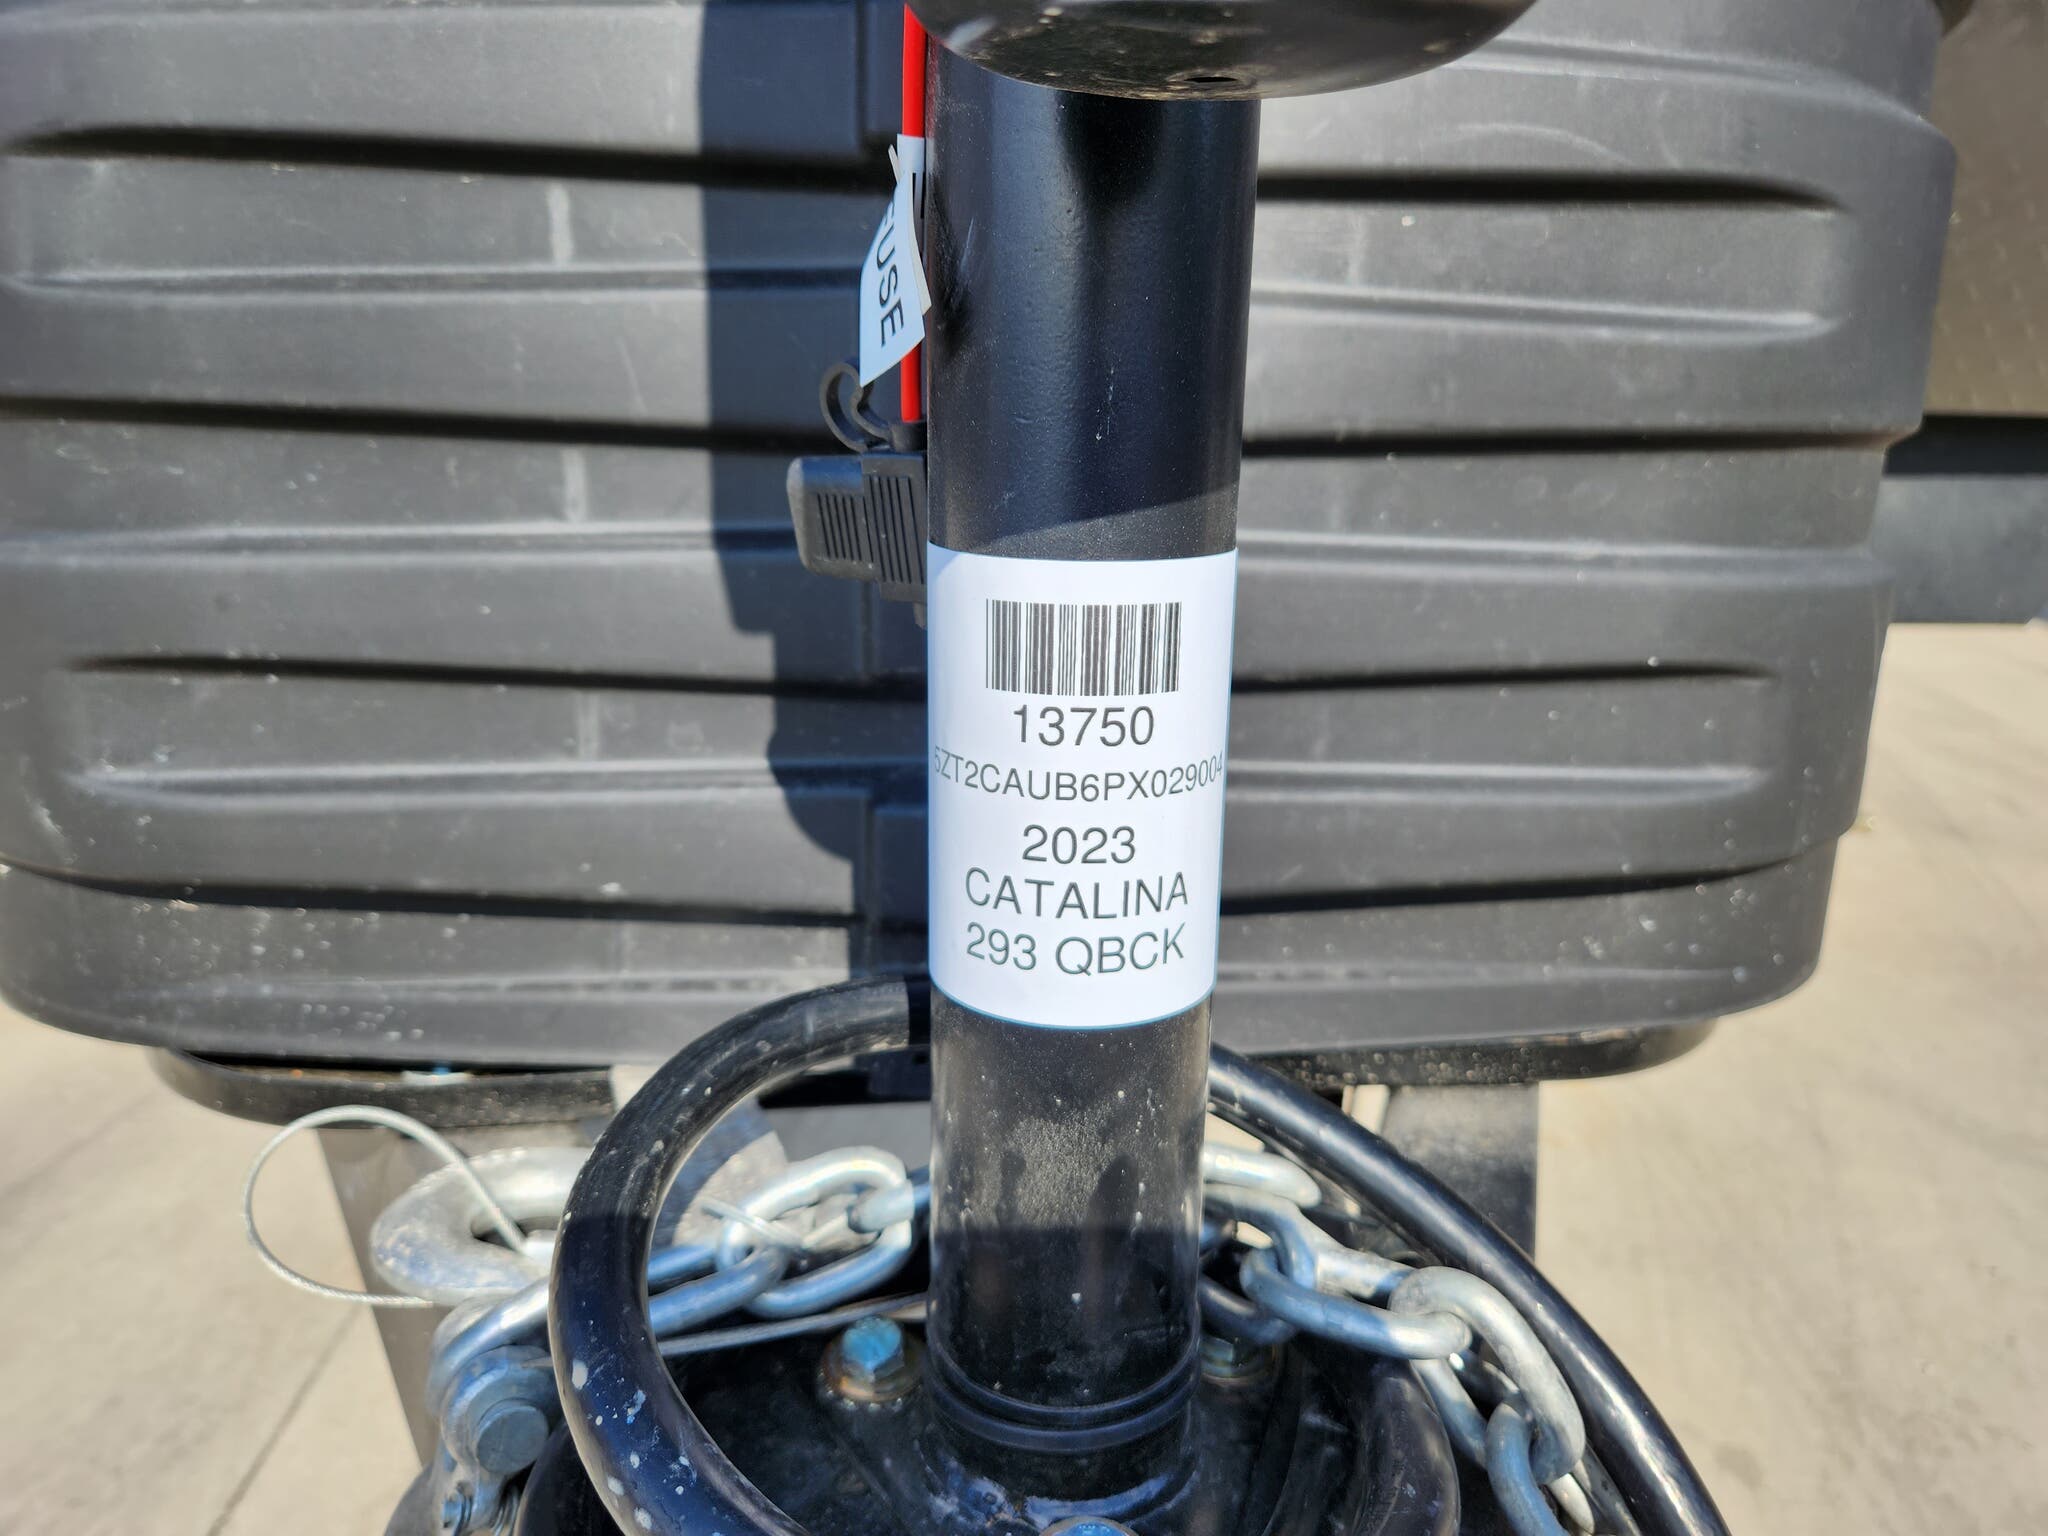 FUSE
13750
5ZT2CAUB6PX029004
2023
CATALINA
293 QBCK